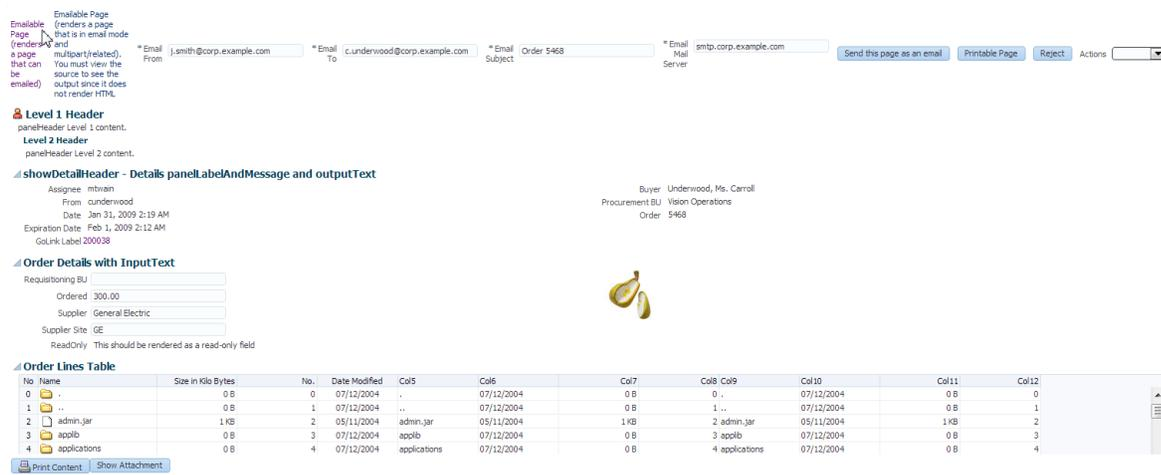 Emailable
Page
(renders
a page
that can
be
emailed)
Emailable Page
(renders a page
that is in email mode
and
multipart/related).
You must view the
source to see the
output since it does
not render HTML
* Email From j.smith@corp.example.com
* Email To c.underwood@corp.example.com
* Email Subject Order 5468
* Email Mail Server smtp.corp.example.com
Send this page as an email Printable Page Reject Actions
Level 1 Header
panelHeader Level 1 content.
Level 2 Header
panelHeader Level 2 content.
showDetailHeader - Details panelLabelAndMessage and outputText
Assignee mtwain Buyer Underwood, Ms. Carroll
From cunderwood Procurement BU Vision Operations
Date Jan 31, 2009 2:19 AM Order 5468
Expiration Date Feb 1, 2009 2:12 AM
GoLink Label 200038
Order Details with InputText
Requisitioning BU
Ordered 300.00
Supplier General Electric
Supplier Site GE
ReadOnly This should be rendered as a read-only field
Order Lines Table
No Name Size in Kilo Bytes No. Date Modified Col5 Col6 Col7 Col8 Col9 Col10 Col11 Col12
0 . 0 B 0 07/12/2004 . 07/12/2004 0 B 0 . 07/12/2004 0 B 0
1 .. 0 B 1 07/12/2004 .. 07/12/2004 0 B 1 .. 07/12/2004 0 B 1
2 admin.jar 1 KB 2 05/11/2004 admin.jar 05/11/2004 1 KB 2 admin.jar 05/11/2004 1 KB 2
3 applib 0 B 3 07/12/2004 applib 07/12/2004 0 B 3 applib 07/12/2004 0 B 3
4 applications 0 B 4 07/12/2004 applications 07/12/2004 0 B 4 applications 07/12/2004 0 B 4
Print Content Show Attachment